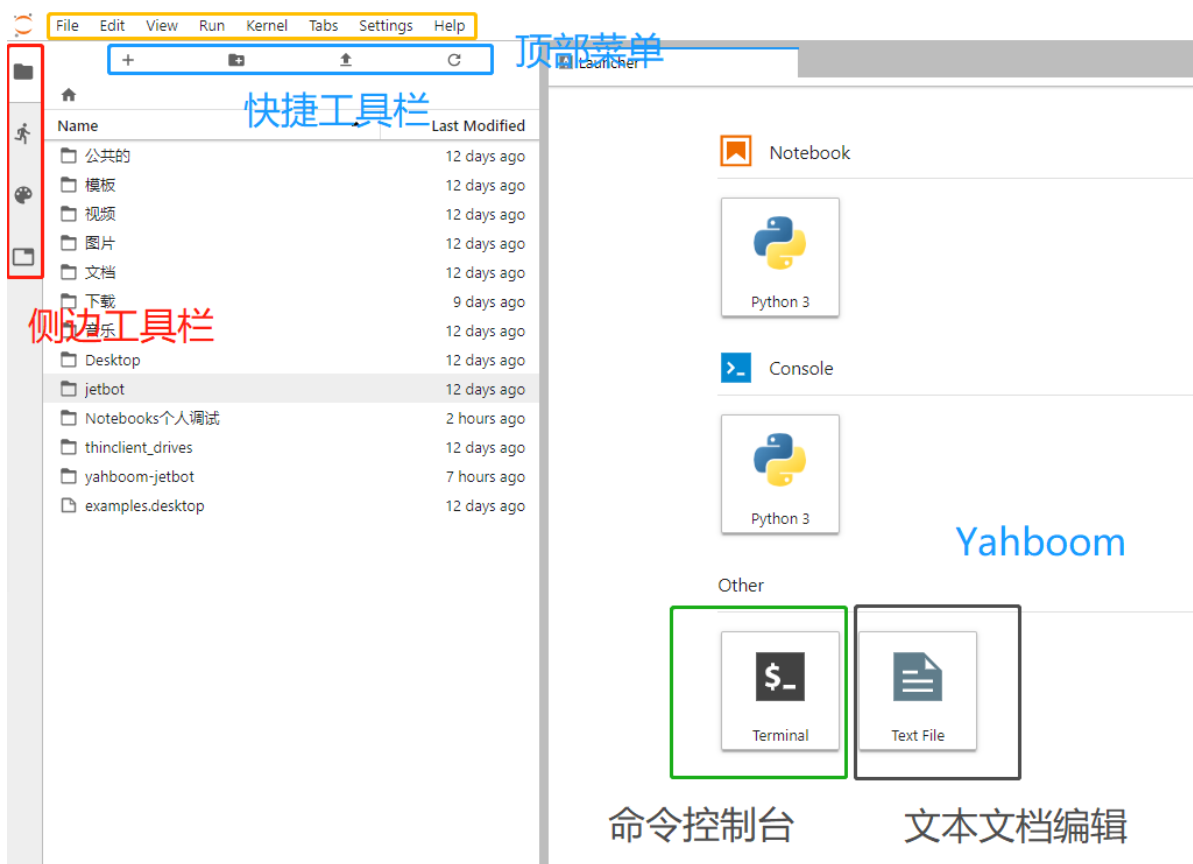 File Edit View Run Kernel Tabs Settings Help
顶部菜单
Launcher
快捷工具栏
Name Last Modified
公共的 12 days ago
模板 12 days ago
视频 12 days ago
图片 12 days ago
文档 12 days ago
下载 9 days ago
音乐 12 days ago
侧边工具栏
Desktop 12 days ago
jetbot 12 days ago
Notebooks个人调试 2 hours ago
thinclient_drives 12 days ago
yahboom-jetbot 7 hours ago
examples.desktop 12 days ago
Notebook
Python 3
Console
Python 3
Yahboom
Other
$_
Terminal
Text File
命令控制台
文本文档编辑